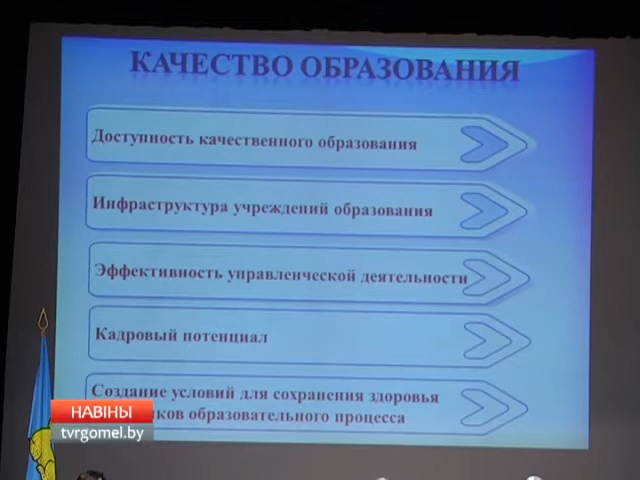 КАЧЕСТВО ОБРАЗОВАНИЯ
Доступность качественного образования
Инфраструктура учреждений образования
Эффективность управленческой деятельности
Кадровый потенциал
Создание условий для сохранения здоровья
образовательного процесса
НАВІНЫ
tvrgomel.by